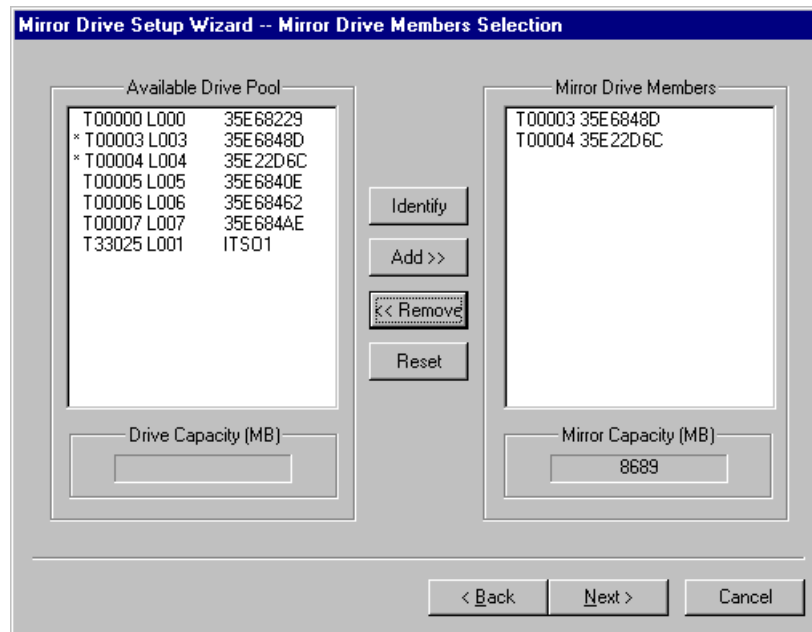 Mirror Drive Setup Wizard -- Mirror Drive Members Selection
Available Drive Pool
T00000 L000 35E68229
* T00003 L003 35E6848D
* T00004 L004 35E22D6C
T00005 L005 35E6840E
T00006 L006 35E68462
T00007 L007 35E684AE
T33025 L001 ITSO1
Drive Capacity (MB)
Identify
Add >>
<< Remove
Reset
Mirror Drive Members
T00003 35E6848D
T00004 35E22D6C
Mirror Capacity (MB)
8689
< Back
Next >
Cancel